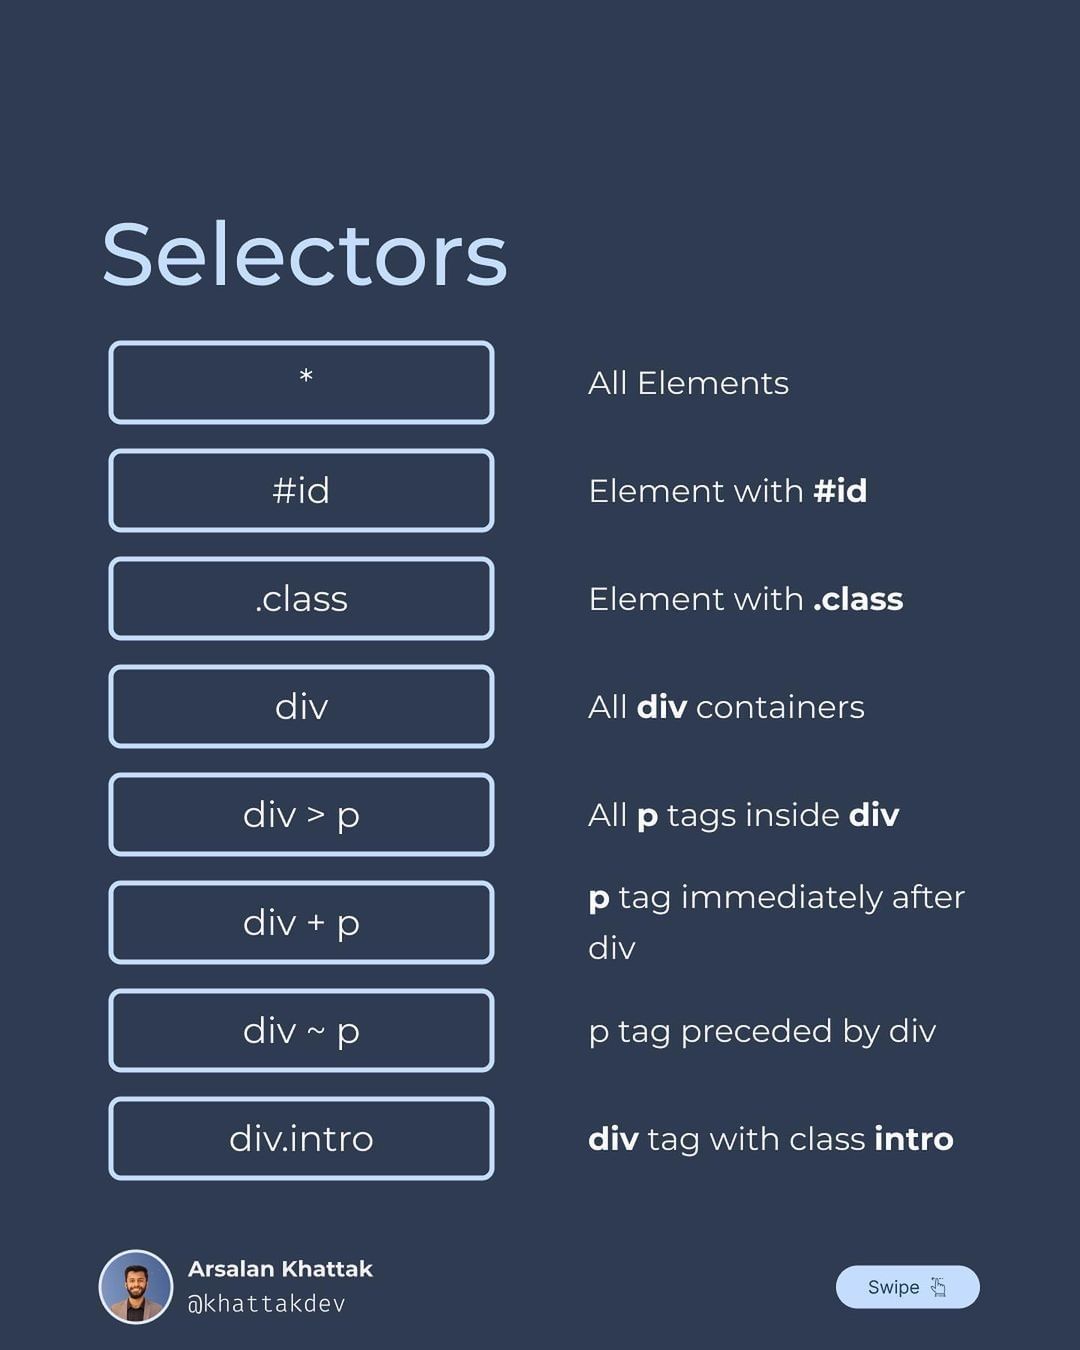 Selectors
*
All Elements
#id
Element with #id
.class
Element with .class
div
All div containers
div > p
All p tags inside div
div + p
p tag immediately after
div
div ~ p
p tag preceded by div
div.intro
div tag with class intro
Arsalan Khattak
@khattakdev
Swipe